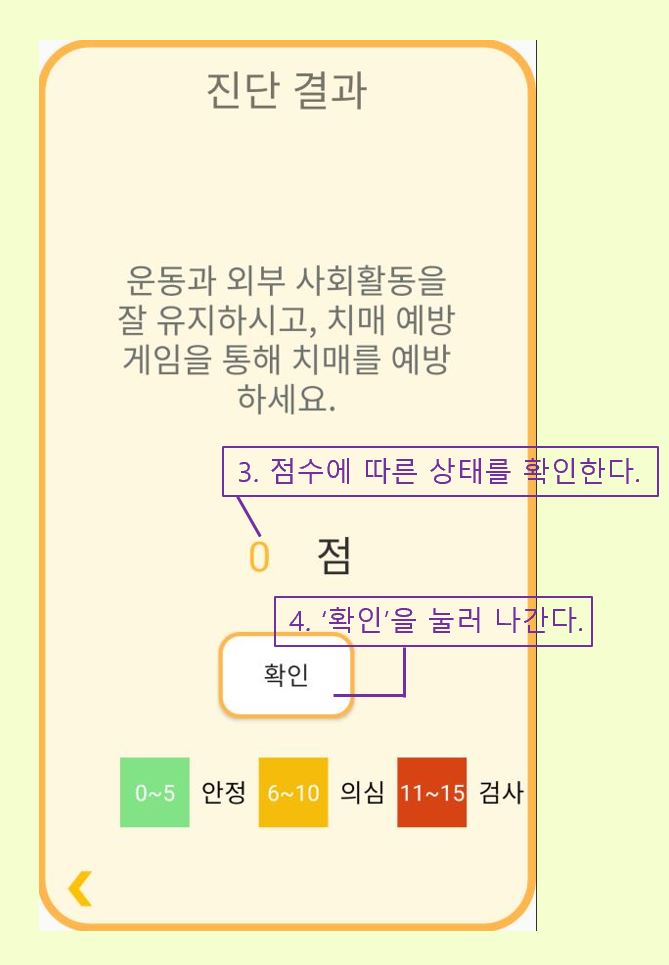 진단 결과
운동과 외부 사회활동을
잘 유지하시고, 치매 예방
게임을 통해 치매를 예방
하세요.
3. 점수에 따른 상태를 확인한다.
0 점
4. ‘확인’을 눌러 나간다.
확인
0~5 안정 6~10 의심 11~15 검사